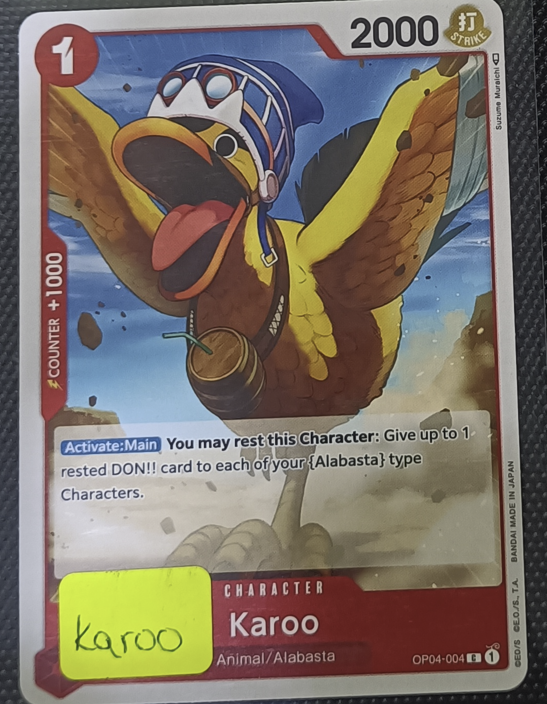 1
2000
打
STRIKE
Suzume Muraichi
⚡COUNTER +1000
Activate:Main You may rest this Character: Give up to 1
rested DON!! card to each of your {Alabasta} type
Characters.
CHARACTER
Karoo
Karoo
Animal/Alabasta
OP04-004 C 1
©E.O./S., T.A. BANDAI MADE IN JAPAN
©ED/S